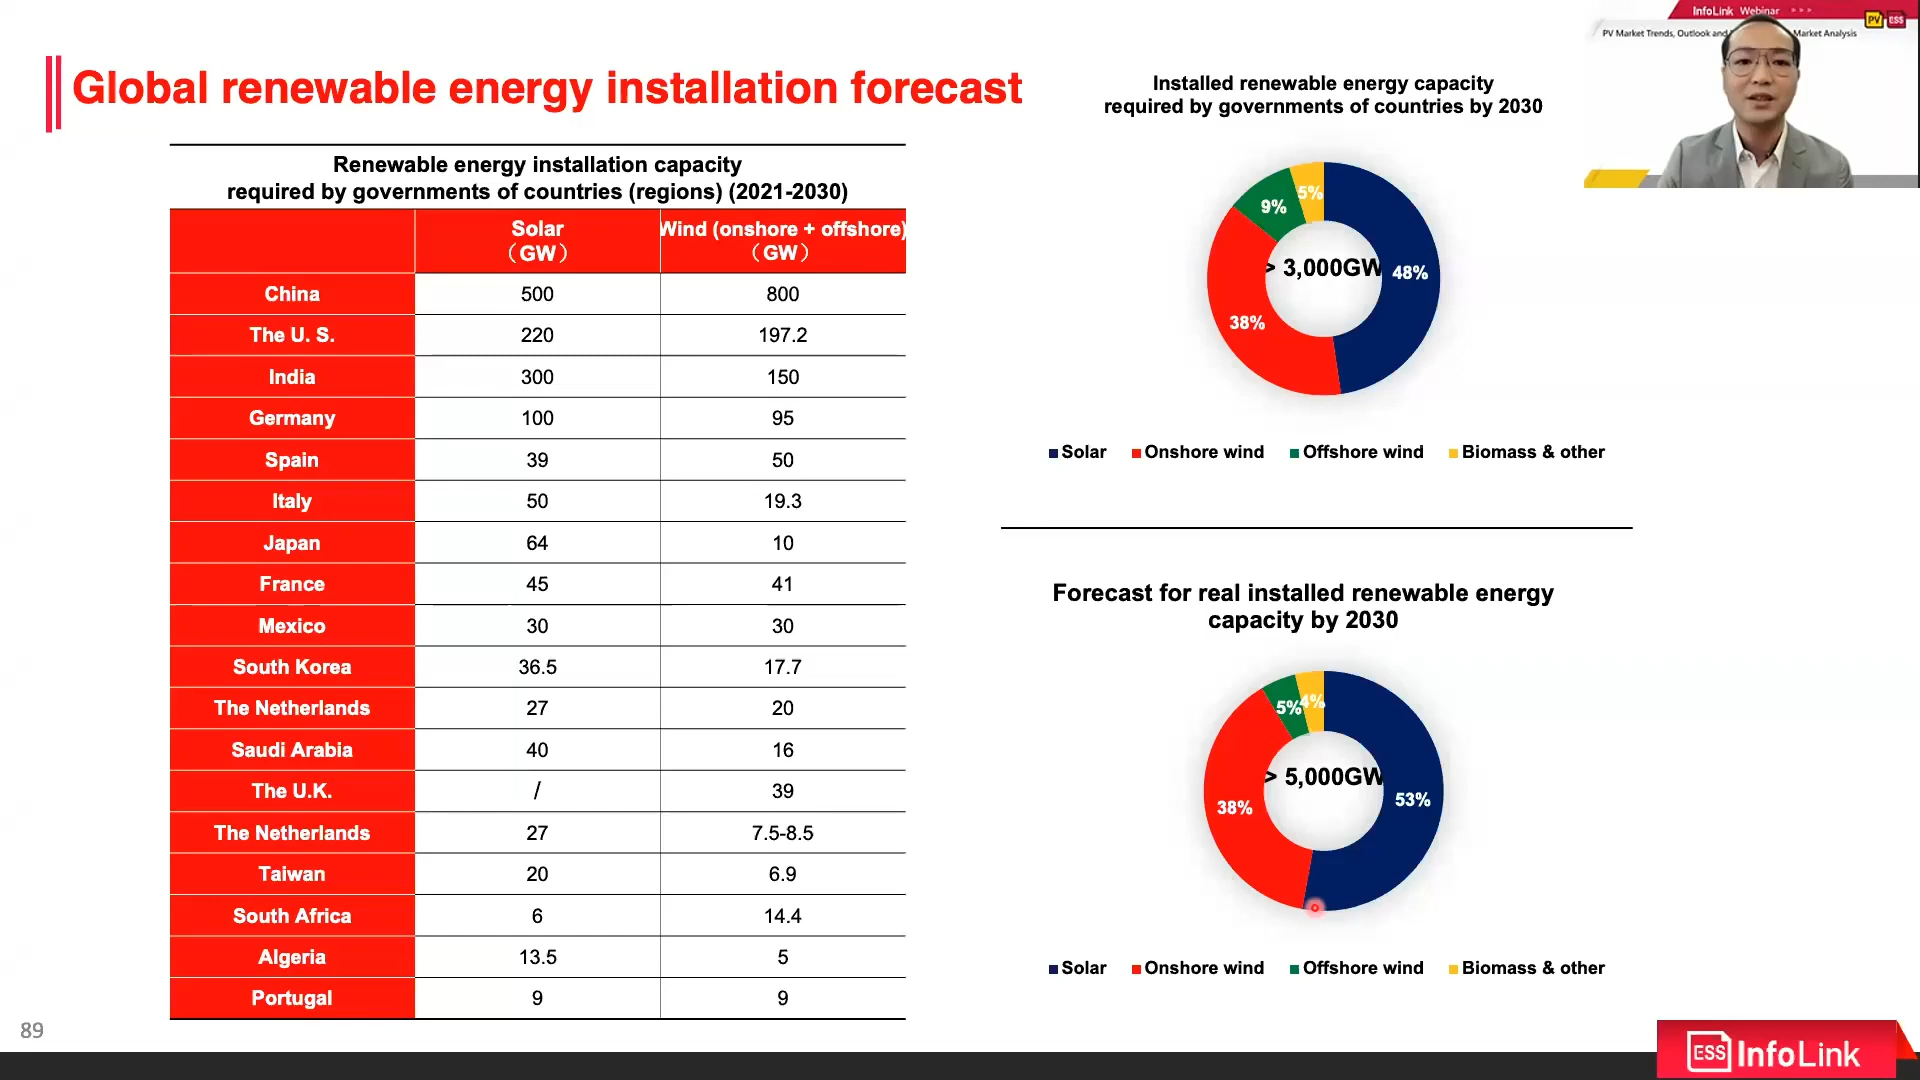 InfoLink Webinar > > >
PV ESS
PV Market Trends, Outlook and
Market Analysis
Global renewable energy installation forecast
Renewable energy installation capacity
required by governments of countries (regions) (2021-2030)
Solar
(GW)
Wind (onshore + offshore)
(GW)
China 500 800
The U. S. 220 197.2
India 300 150
Germany 100 95
Spain 39 50
Italy 50 19.3
Japan 64 10
France 45 41
Mexico 30 30
South Korea 36.5 17.7
The Netherlands 27 20
Saudi Arabia 40 16
The U.K. / 39
The Netherlands 27 7.5-8.5
Taiwan 20 6.9
South Africa 6 14.4
Algeria 13.5 5
Portugal 9 9
Installed renewable energy capacity
required by governments of countries by 2030
5%
9%
> 3,000GW 48%
38%
Solar Onshore wind Offshore wind Biomass & other
Forecast for real installed renewable energy
capacity by 2030
5% 4%
> 5,000GW
38% 53%
Solar Onshore wind Offshore wind Biomass & other
89
ESS InfoLink